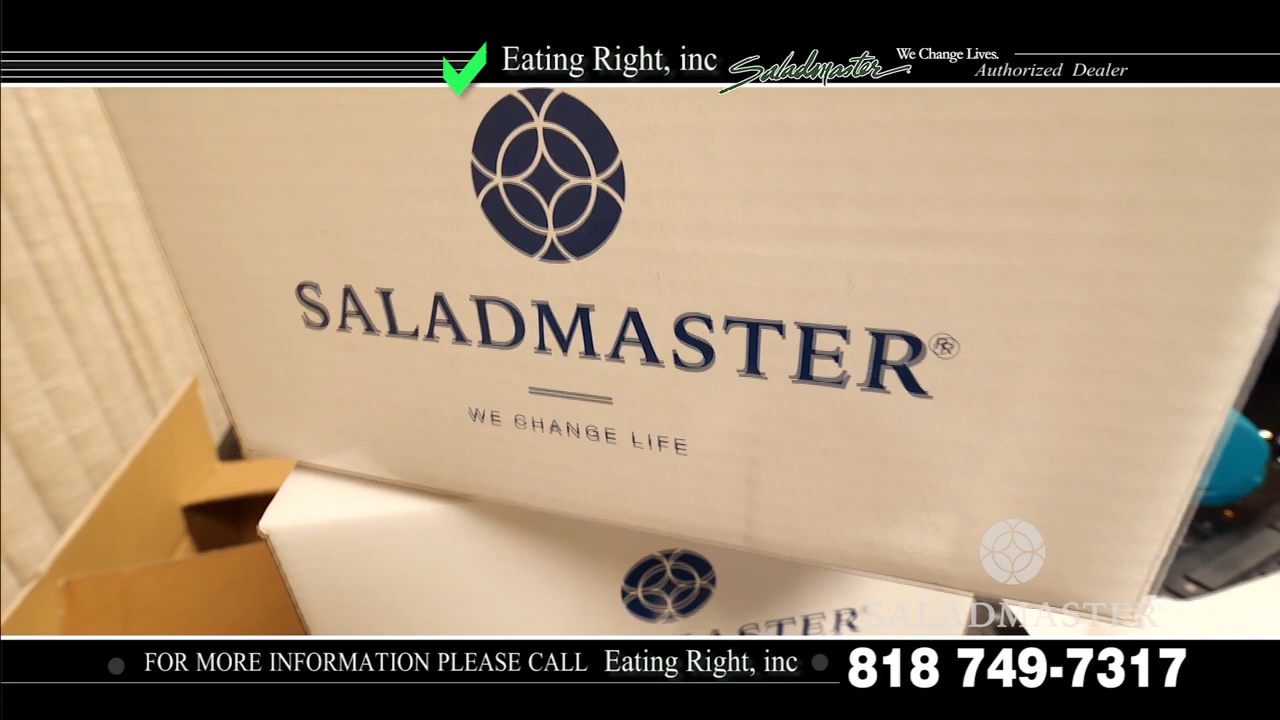 Eating Right, inc Saladmaster We Change Lives.
Authorized Dealer
SALADMASTER®
WE CHANGE LIFE
SALADMASTER
ASTER
FOR MORE INFORMATION PLEASE CALL Eating Right, inc 818 749-7317